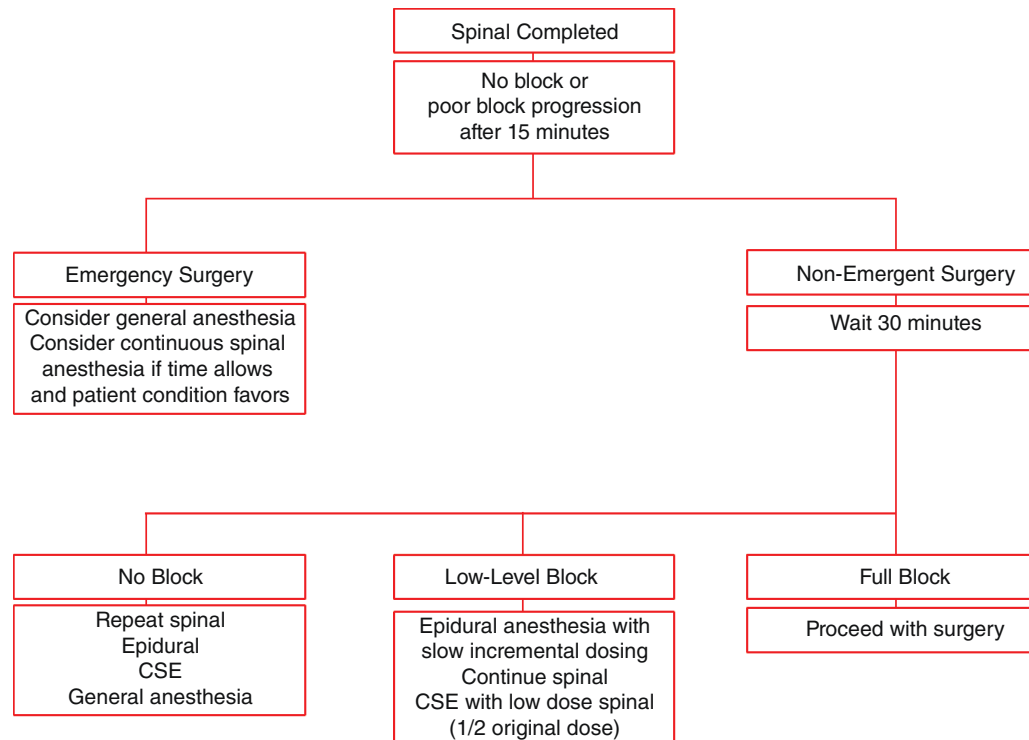 Spinal Completed
No block or
poor block progression
after 15 minutes
Emergency Surgery
Consider general anesthesia
Consider continuous spinal
anesthesia if time allows
and patient condition favors
Non-Emergent Surgery
Wait 30 minutes
No Block
Repeat spinal
Epidural
CSE
General anesthesia
Low-Level Block
Epidural anesthesia with
slow incremental dosing
Continue spinal
CSE with low dose spinal
(1/2 original dose)
Full Block
Proceed with surgery